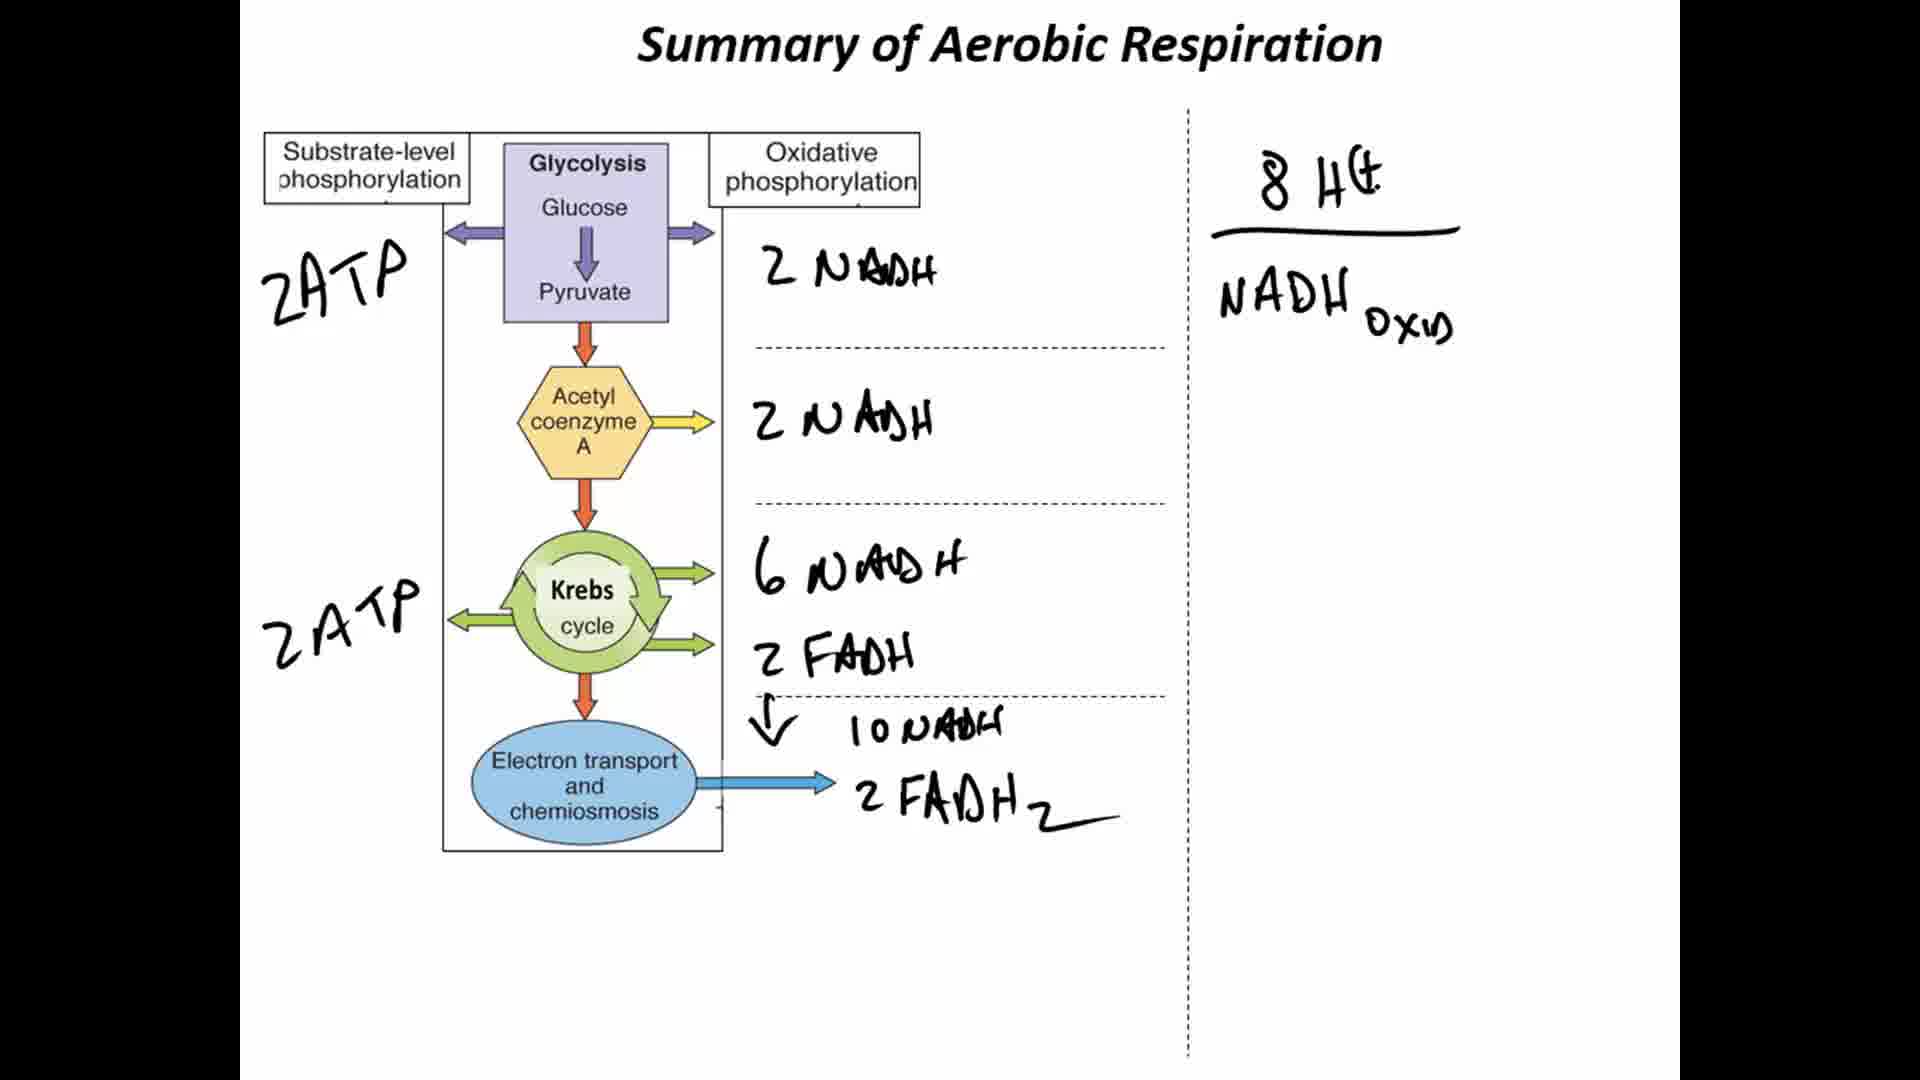 Summary of Aerobic Respiration
Substrate-level
phosphorylation
Glycolysis
Glucose
Pyruvate
Oxidative
phosphorylation
2ATP
2 NADH
Acetyl
coenzyme
A
2 NADH
Krebs
cycle
2ATP
6 NADH
2 FADH
10 NADH
Electron transport
and
chemiosmosis
2 FADH2
8 H+
NADH OXID